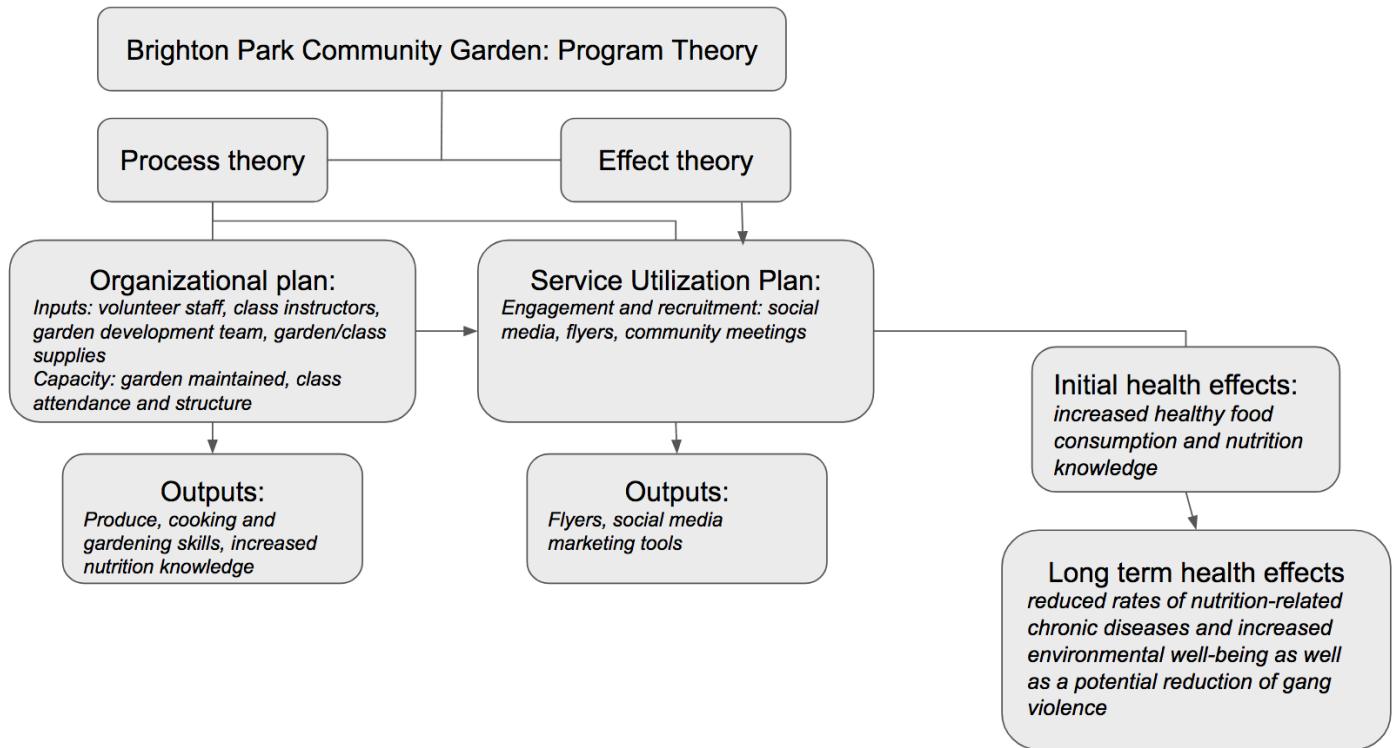 Brighton Park Community Garden: Program Theory
Process theory
Effect theory
Organizational plan:
Inputs: volunteer staff, class instructors,
garden development team, garden/class
supplies
Capacity: garden maintained, class
attendance and structure
Service Utilization Plan:
Engagement and recruitment: social
media, flyers, community meetings
Initial health effects:
increased healthy food
consumption and nutrition
knowledge
Outputs:
Produce, cooking and
gardening skills, increased
nutrition knowledge
Outputs:
Flyers, social media
marketing tools
Long term health effects
reduced rates of nutrition-related
chronic diseases and increased
environmental well-being as well
as a potential reduction of gang
violence